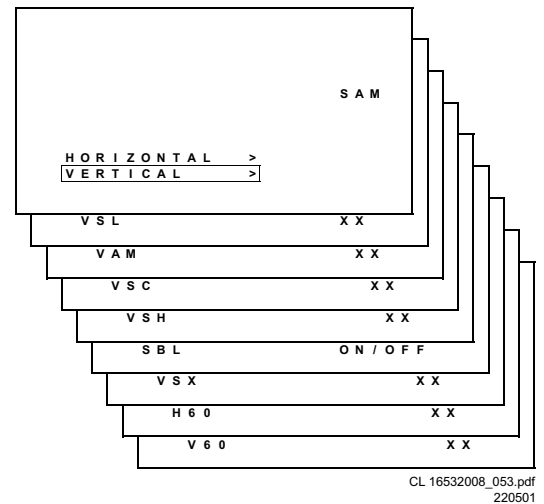 SAM
HORIZONTAL >
VERTICAL >
VSL XX
VAM XX
VSC XX
VSH XX
SBL ON/OFF
VSX XX
H60 XX
V60 XX
CL 16532008_053.pdf
220501